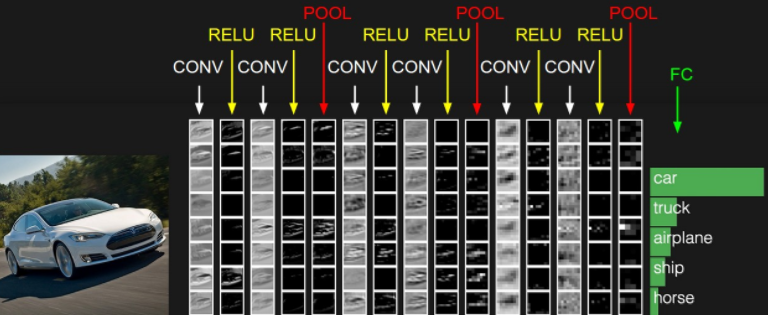 POOL POOL POOL
RELU RELU RELU RELU RELU RELU
CONV CONV CONV CONV CONV CONV FC
car
truck
airplane
ship
horse